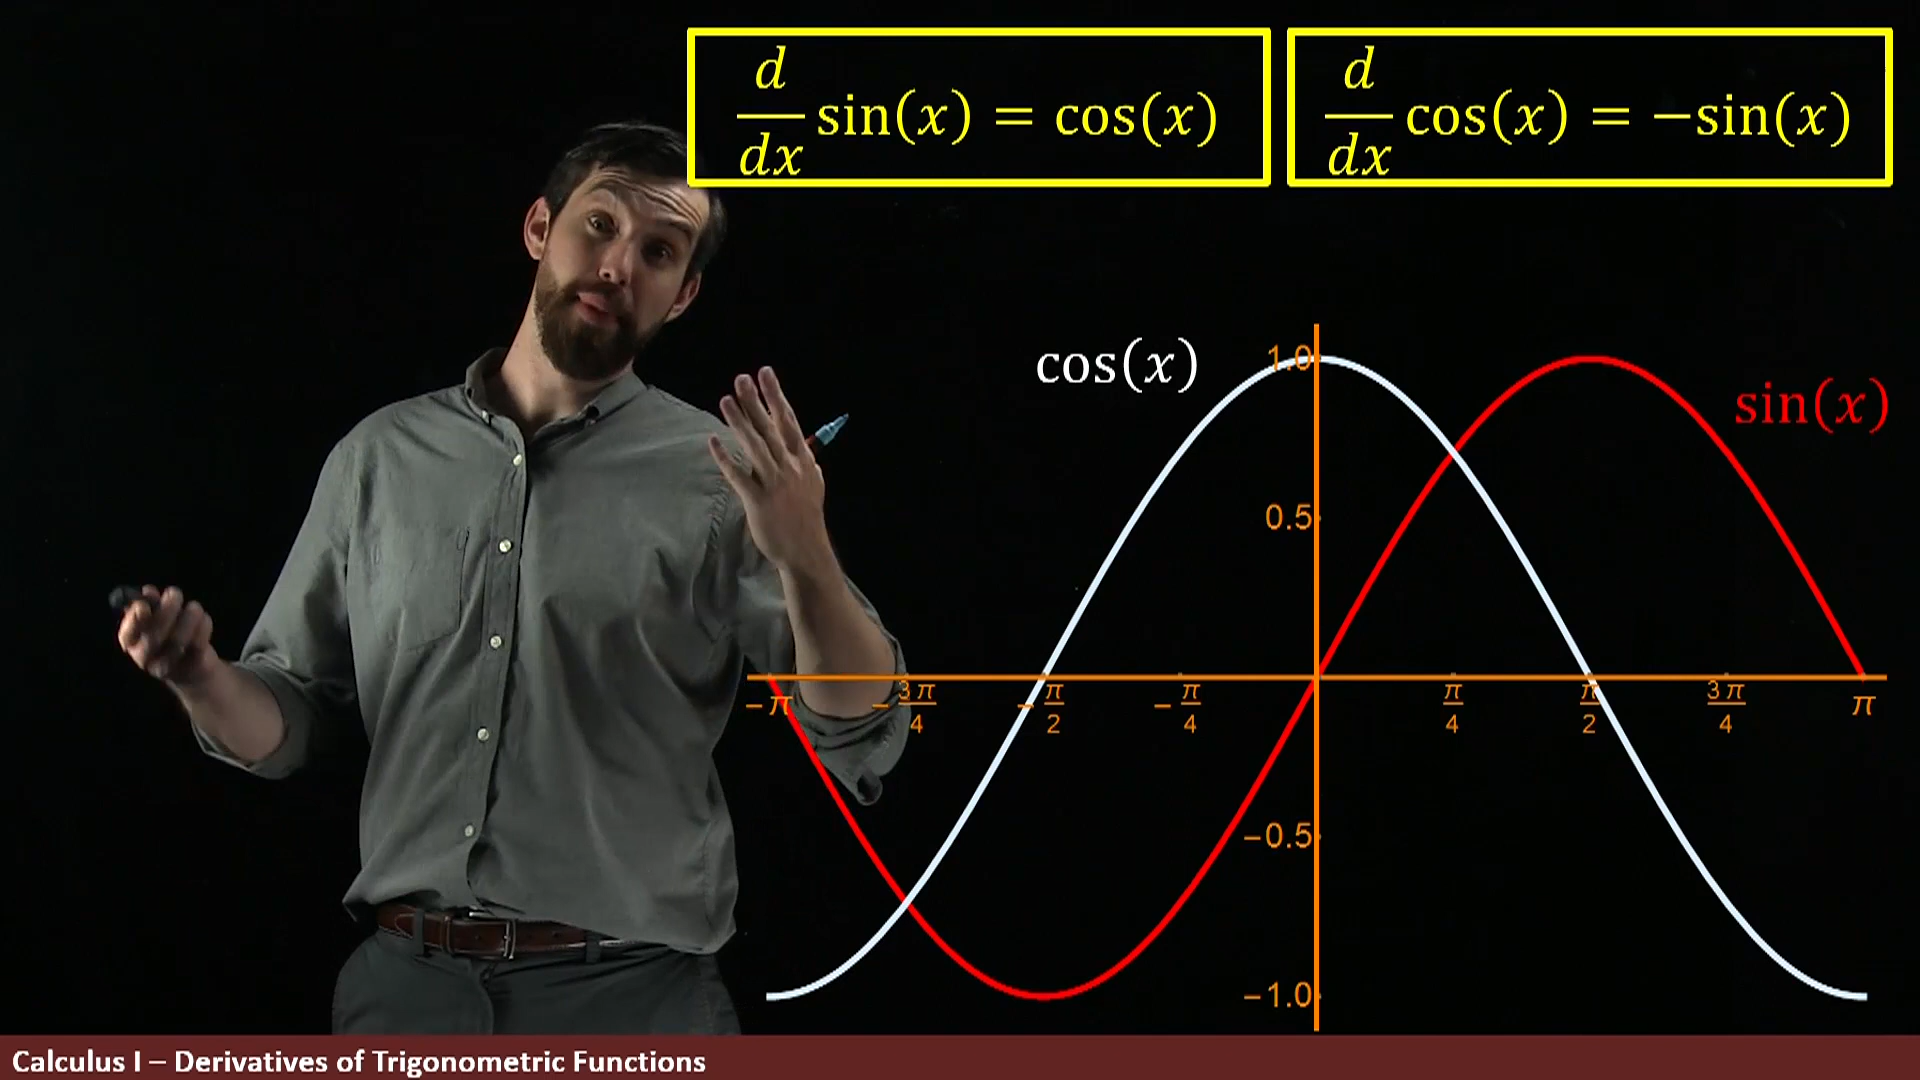 d/dx sin(x) = cos(x)
d/dx cos(x) = −sin(x)
cos(x)
sin(x)
1.0
0.5
−π
−3π/4
−π/2
−π/4
π/4
π/2
3π/4
π
−0.5
−1.0
Calculus I – Derivatives of Trigonometric Functions